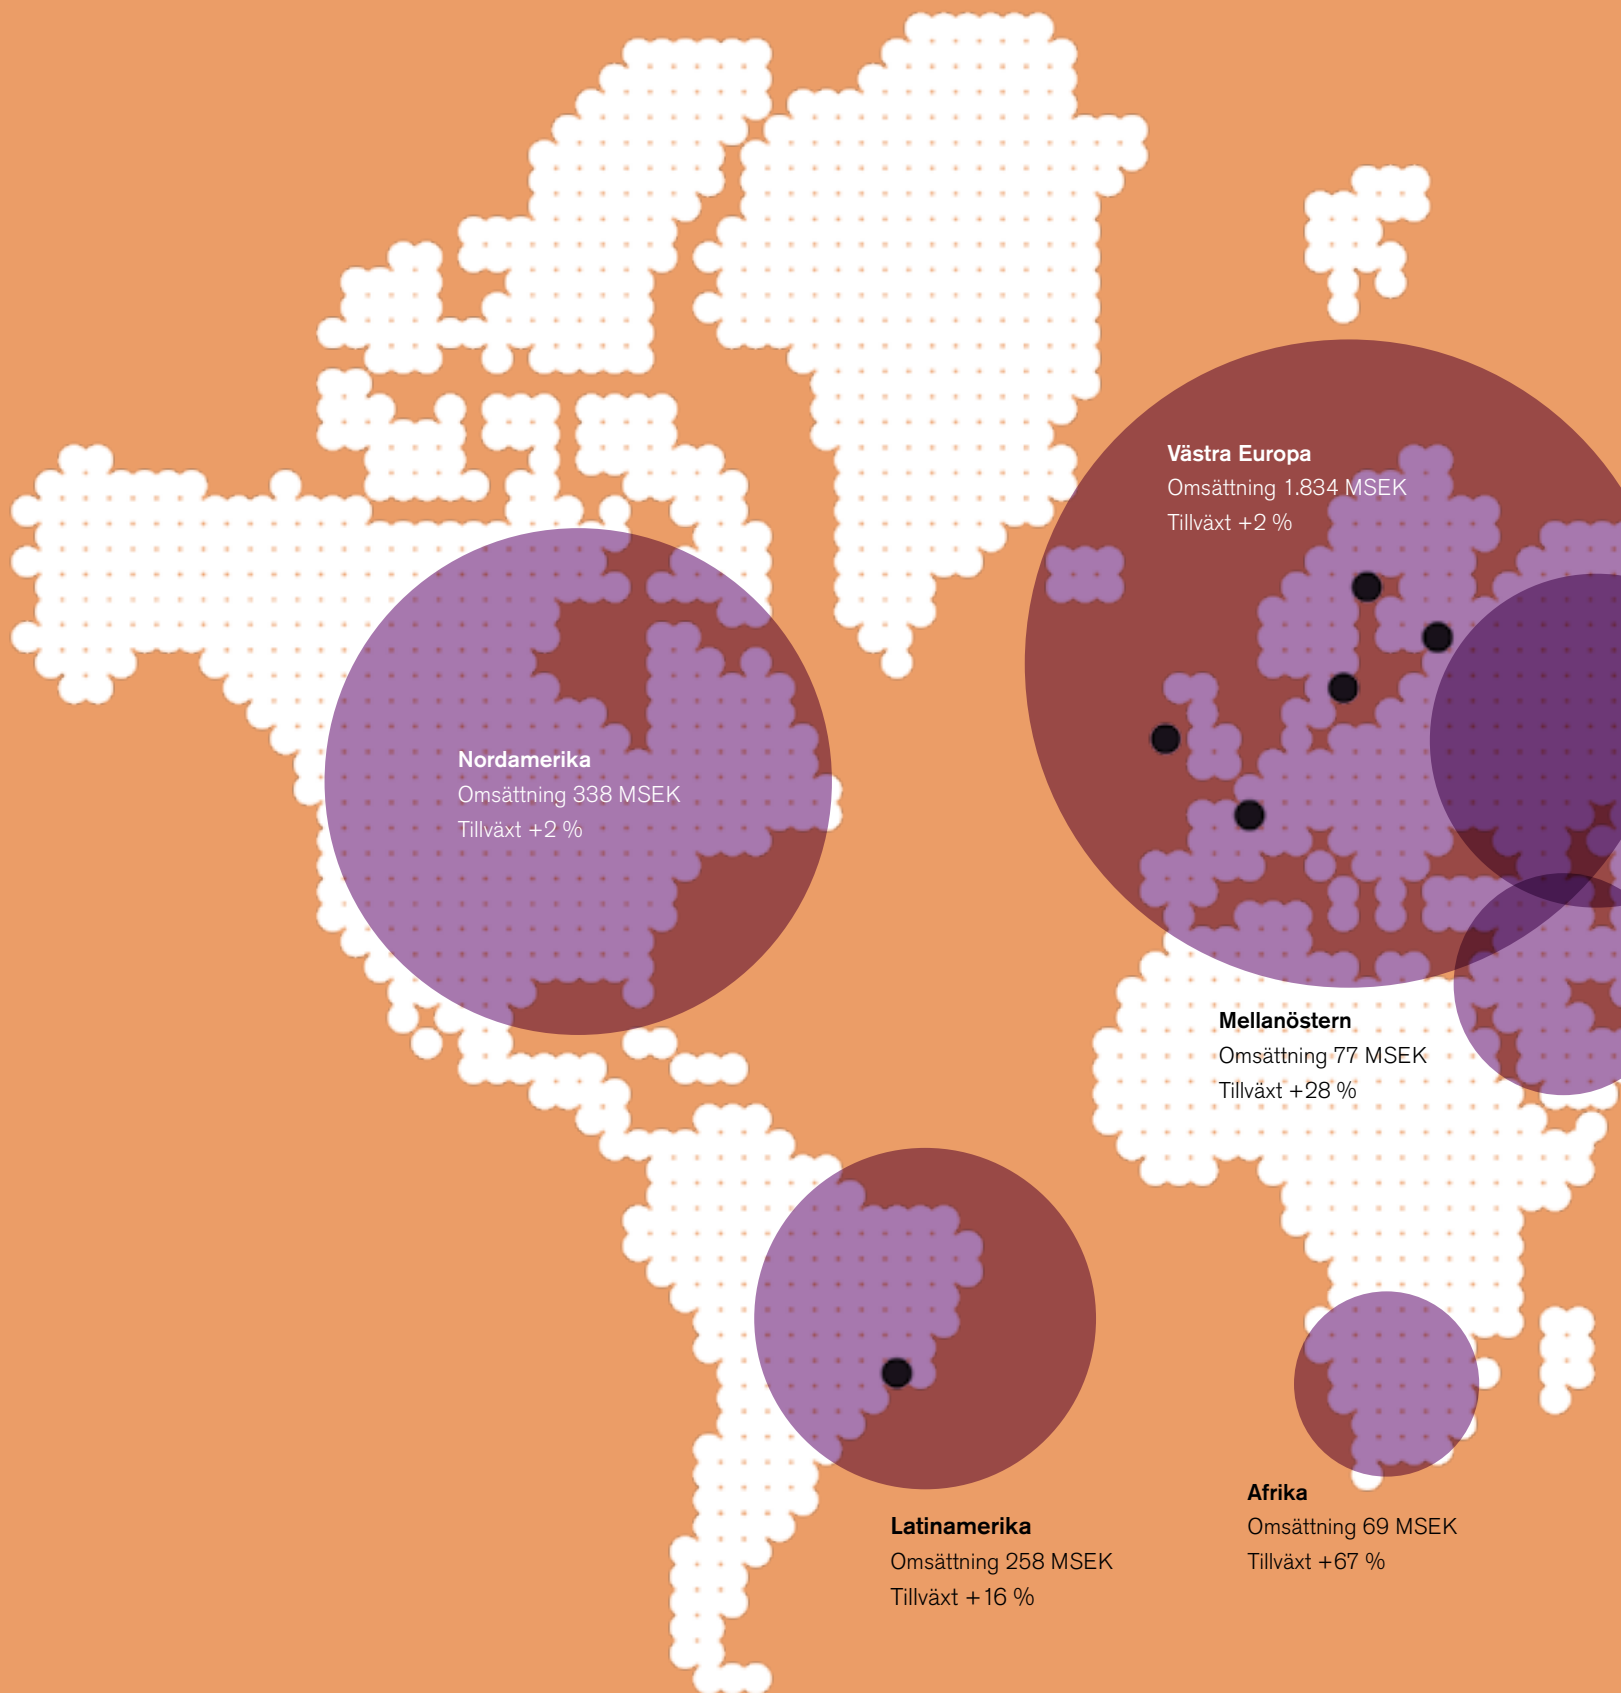 Västra Europa
Omsättning 1.834 MSEK
Tillväxt +2 %
Nordamerika
Omsättning 338 MSEK
Tillväxt +2 %
Mellanöstern
Omsättning 77 MSEK
Tillväxt +28 %
Latinamerika
Omsättning 258 MSEK
Tillväxt +16 %
Afrika
Omsättning 69 MSEK
Tillväxt +67 %